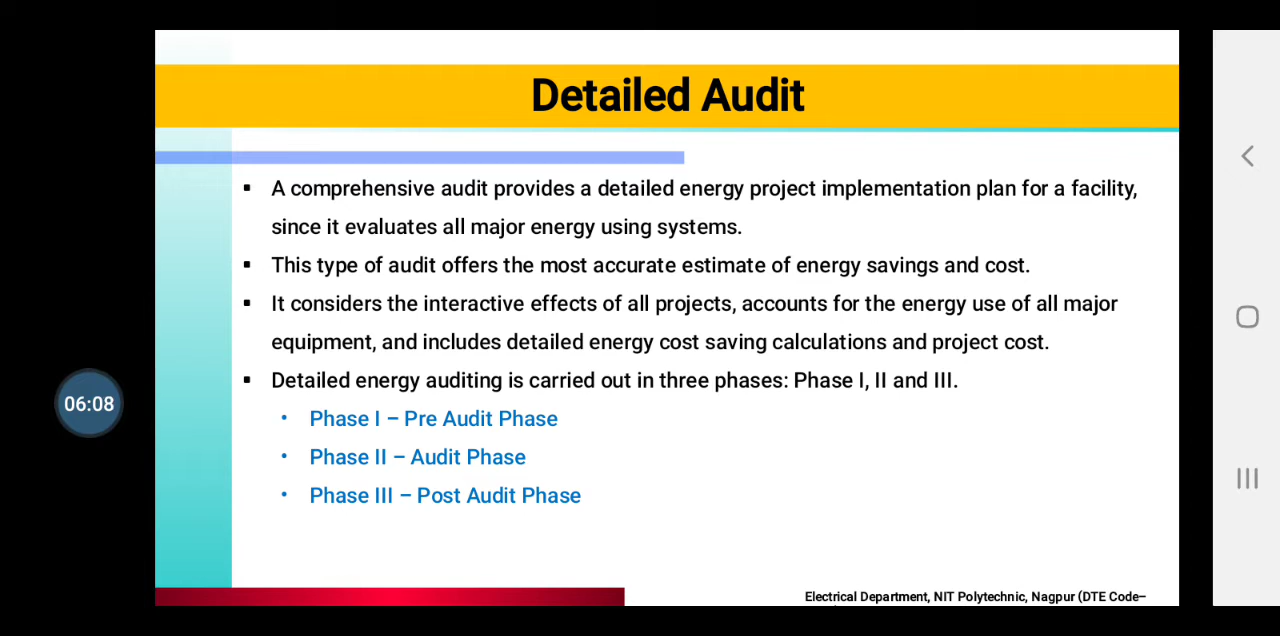 Detailed Audit
▪ A comprehensive audit provides a detailed energy project implementation plan for a facility,
since it evaluates all major energy using systems.
▪ This type of audit offers the most accurate estimate of energy savings and cost.
▪ It considers the interactive effects of all projects, accounts for the energy use of all major
equipment, and includes detailed energy cost saving calculations and project cost.
▪ Detailed energy auditing is carried out in three phases: Phase I, II and III.
• Phase I – Pre Audit Phase
• Phase II – Audit Phase
• Phase III – Post Audit Phase
06:08
Electrical Department, NIT Polytechnic, Nagpur (DTE Code–